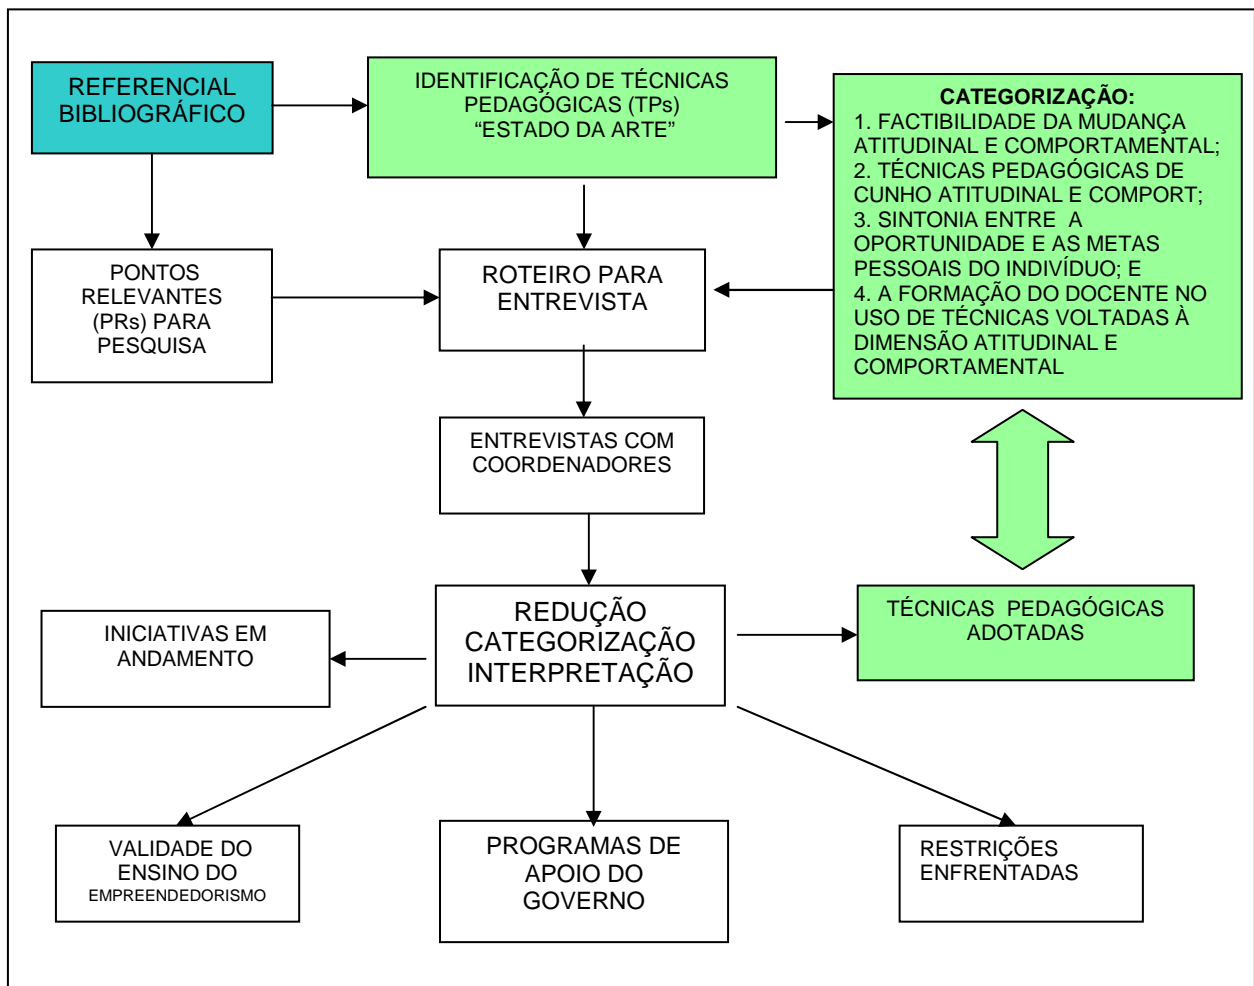 REFERENCIAL
BIBLIOGRÁFICO
IDENTIFICAÇÃO DE TÉCNICAS
PEDAGÓGICAS (TPs)
“ESTADO DA ARTE”
CATEGORIZAÇÃO:
1. FACTIBILIDADE DA MUDANÇA
ATITUDINAL E COMPORTAMENTAL;
2. TÉCNICAS PEDAGÓGICAS DE
CUNHO ATITUDINAL E COMPORT;
3. SINTONIA ENTRE A
OPORTUNIDADE E AS METAS
PESSOAIS DO INDIVÍDUO; E
4. A FORMAÇÃO DO DOCENTE NO
USO DE TÉCNICAS VOLTADAS À
DIMENSÃO ATITUDINAL E
COMPORTAMENTAL
PONTOS
RELEVANTES
(PRs) PARA
PESQUISA
ROTEIRO PARA
ENTREVISTA
ENTREVISTAS COM
COORDENADORES
REDUÇÃO
CATEGORIZAÇÃO
INTERPRETAÇÃO
INICIATIVAS EM
ANDAMENTO
TÉCNICAS PEDAGÓGICAS
ADOTADAS
VALIDADE DO
ENSINO DO
EMPREENDEDORISMO
PROGRAMAS DE
APOIO DO
GOVERNO
RESTRIÇÕES
ENFRENTADAS